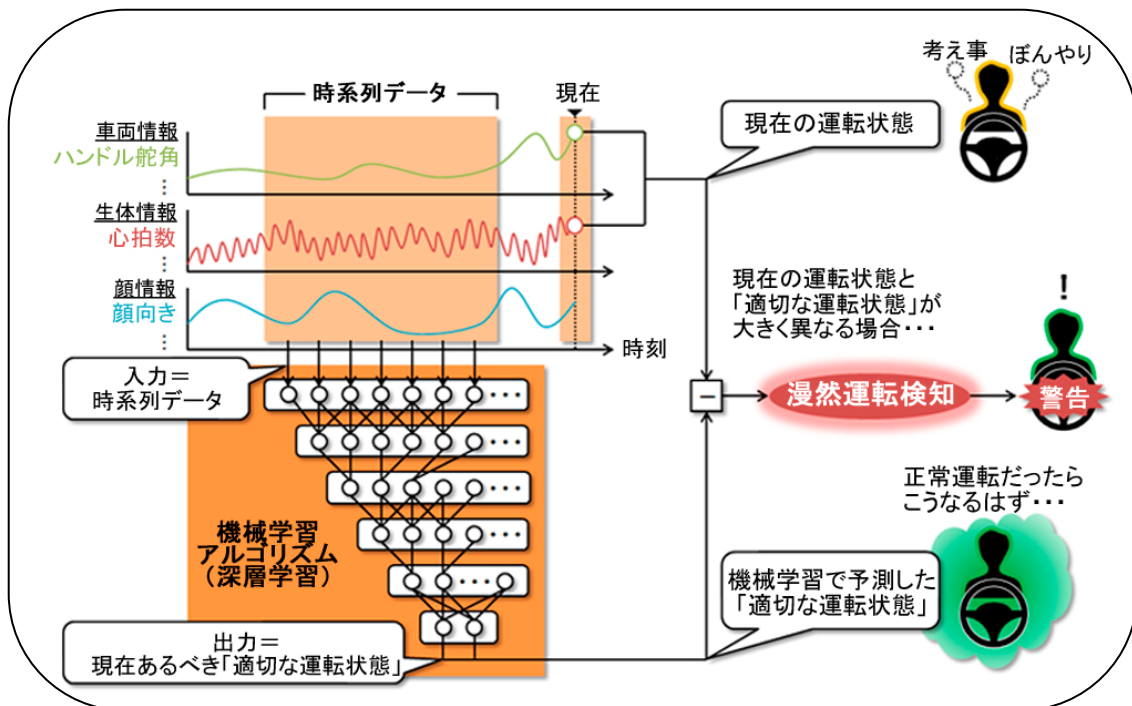 時系列データ
現在
車両情報
ハンドル舵角
…
生体情報
心拍数
…
顔情報
顔向き
…
時刻
考え事
ぼんやり
現在の運転状態
入力＝
時系列データ
…
…
…
…
…
機械学習
アルゴリズム
（深層学習）
出力＝
現在あるべき「適切な運転状態」
現在の運転状態と
「適切な運転状態」が
大きく異なる場合・・・
−
漫然運転検知
!
警告
正常運転だったら
こうなるはず・・・
機械学習で予測した
「適切な運転状態」